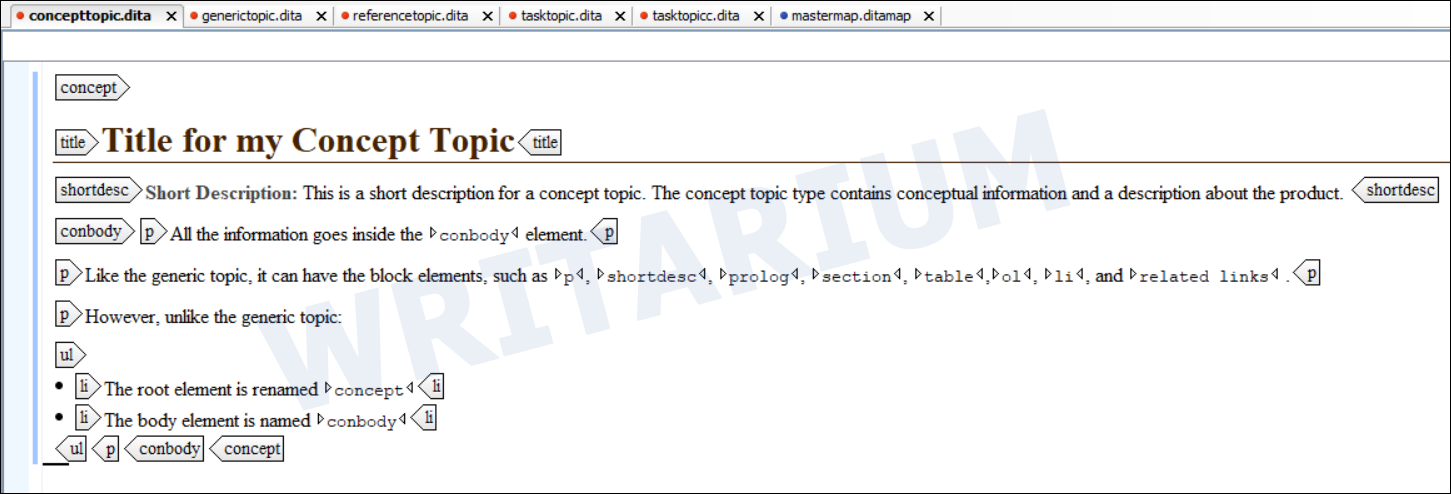 concepttopic.dita generictopic.dita referencetopic.dita tasktopic.dita tasktopicc.dita mastermap.ditamap
concept
title Title for my Concept Topic title
shortdesc Short Description: This is a short description for a concept topic. The concept topic type contains conceptual information and a description about the product. shortdesc
conbody p All the information goes inside the conbody element. p
p Like the generic topic, it can have the block elements, such as p, shortdesc, prolog, section, table, ol, li, and related links . p
p However, unlike the generic topic:
ul
• li The root element is renamed concept li
• li The body element is named conbody li
ul p conbody concept
WRITARIUM